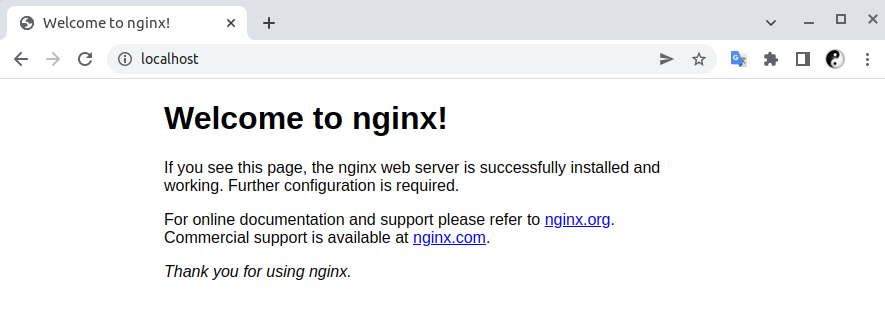 Welcome to nginx!
localhost
Welcome to nginx!
If you see this page, the nginx web server is successfully installed and
working. Further configuration is required.
For online documentation and support please refer to nginx.org.
Commercial support is available at nginx.com.
Thank you for using nginx.